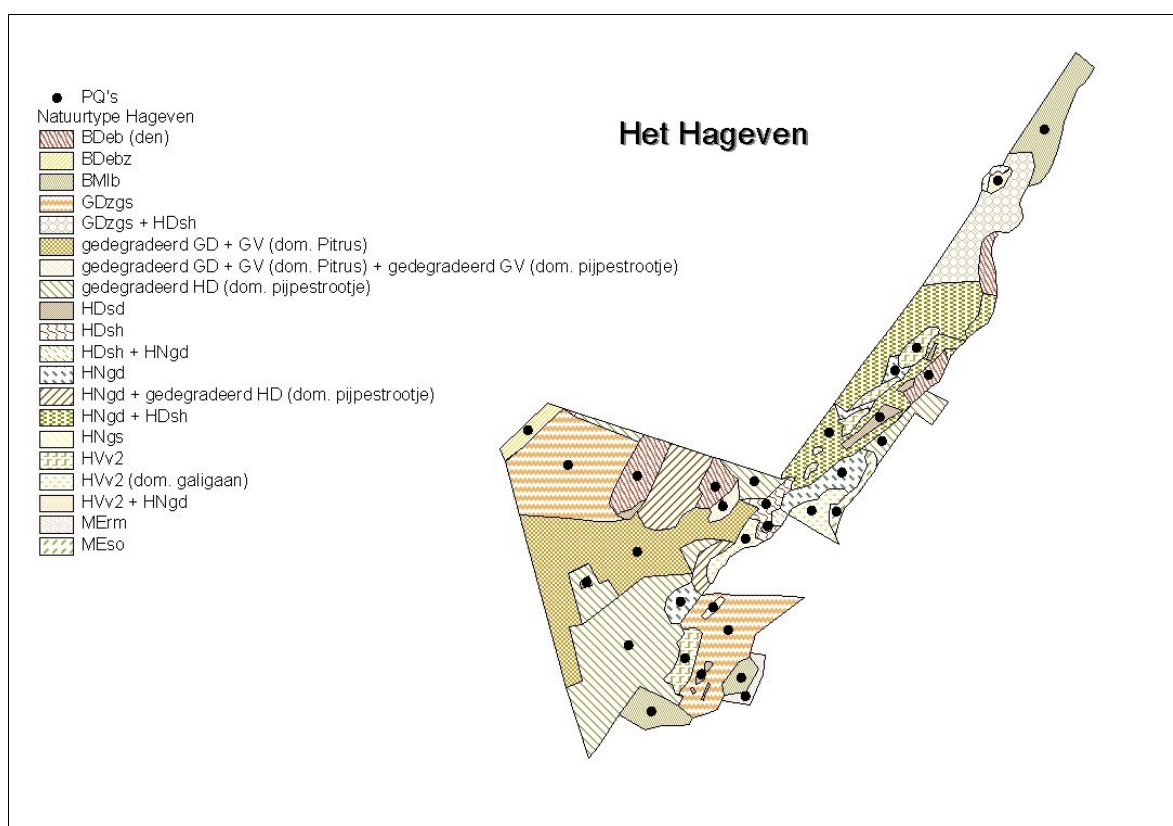 Het Hageven
PQ's
Natuurtype Hageven
BDeb (den)
BDebz
BMlb
GDzgs
GDzgs + HDsh
gedegradeerd GD + GV (dom. Pitrus)
gedegradeerd GD + GV (dom. Pitrus) + gedegradeerd GV (dom. pijpestrootje)
gedegradeerd HD (dom. pijpestrootje)
HDsd
HDsh
HDsh + HNgd
HNgd
HNgd + gedegradeerd HD (dom. pijpestrootje)
HNgd + HDsh
HNgs
HVv2
HVv2 (dom. galigaan)
HVv2 + HNgd
MErm
MEso